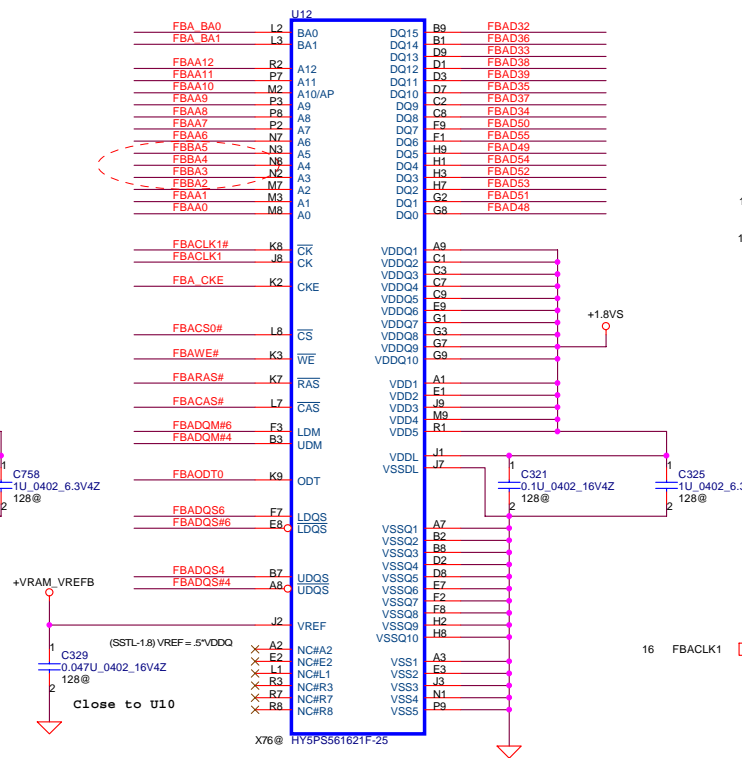 U12
FBA_BA0 L2 BA0 DQ15 B9 FBAD32
FBA_BA1 L3 BA1 DQ14 B1 FBAD36
DQ13 D9 FBAD33
FBAA12 R2 A12 DQ12 D1 FBAD38
FBAA11 P7 A11 DQ11 D3 FBAD39
FBAA10 M2 A10/AP DQ10 D7 FBAD35
FBAA9 P3 A9 DQ9 C2 FBAD37
FBAA8 P8 A8 DQ8 C8 FBAD34
FBAA7 P2 A7 DQ7 F9 FBAD50
FBAA6 N7 A6 DQ6 F1 FBAD55
FBBA5 N3 A5 DQ5 H9 FBAD49
FBBA4 N8 A4 DQ4 H1 FBAD54
FBBA3 N2 A3 DQ3 H3 FBAD52
FBBA2 M7 A2 DQ2 H7 FBAD53
FBAA1 M3 A1 DQ1 G2 FBAD51
FBAA0 M8 A0 DQ0 G8 FBAD48
FBACLK1# K8 CK VDDQ1 A9
FBACLK1 J8 CK VDDQ2 C1
VDDQ3 C3
FBA_CKE K2 CKE VDDQ4 C7
VDDQ5 C9
VDDQ6 E9
VDDQ7 G1
+1.8VS
FBACS0# L8 CS VDDQ8 G3
VDDQ9 G7
FBAWE# K3 WE VDDQ10 G9
FBARAS# K7 RAS VDD1 A1
VDD2 E1
FBACAS# L7 CAS VDD3 J9
VDD4 M9
FBADQM#6 F3 LDM VDD5 R1
FBADQM#4 B3 UDM
VDDL J1
VSSDL J7
FBAODT0 K9 ODT
1
C758
1U_0402_6.3V4Z
128@
2
1
C321
0.1U_0402_16V4Z
128@
2
1
C325
1U_0402_6.3
128@
2
FBADQS6 F7 LDQS
FBADQS#6 E8 LDQS
VSSQ1 A7
VSSQ2 B2
VSSQ3 B8
VSSQ4 D2
FBADQS4 B7 UDQS VSSQ5 D8
FBADQS#4 A8 UDQS VSSQ6 E7
VSSQ7 F2
VSSQ8 F8
+VRAM_VREFB
J2 VREF VSSQ9 H2
VSSQ10 H8
(SSTL-1.8) VREF = .5*VDDQ
A2 NC#A2 VSS1 A3
E2 NC#E2 VSS2 E3
L1 NC#L1 VSS3 J3
R3 NC#R3 VSS4 N1
R7 NC#R7 VSS5 P9
R8 NC#R8
1
C329
0.047U_0402_16V4Z
128@
2
Close to U10
16 FBACLK1
X76@ HY5PS561621F-25
1
1